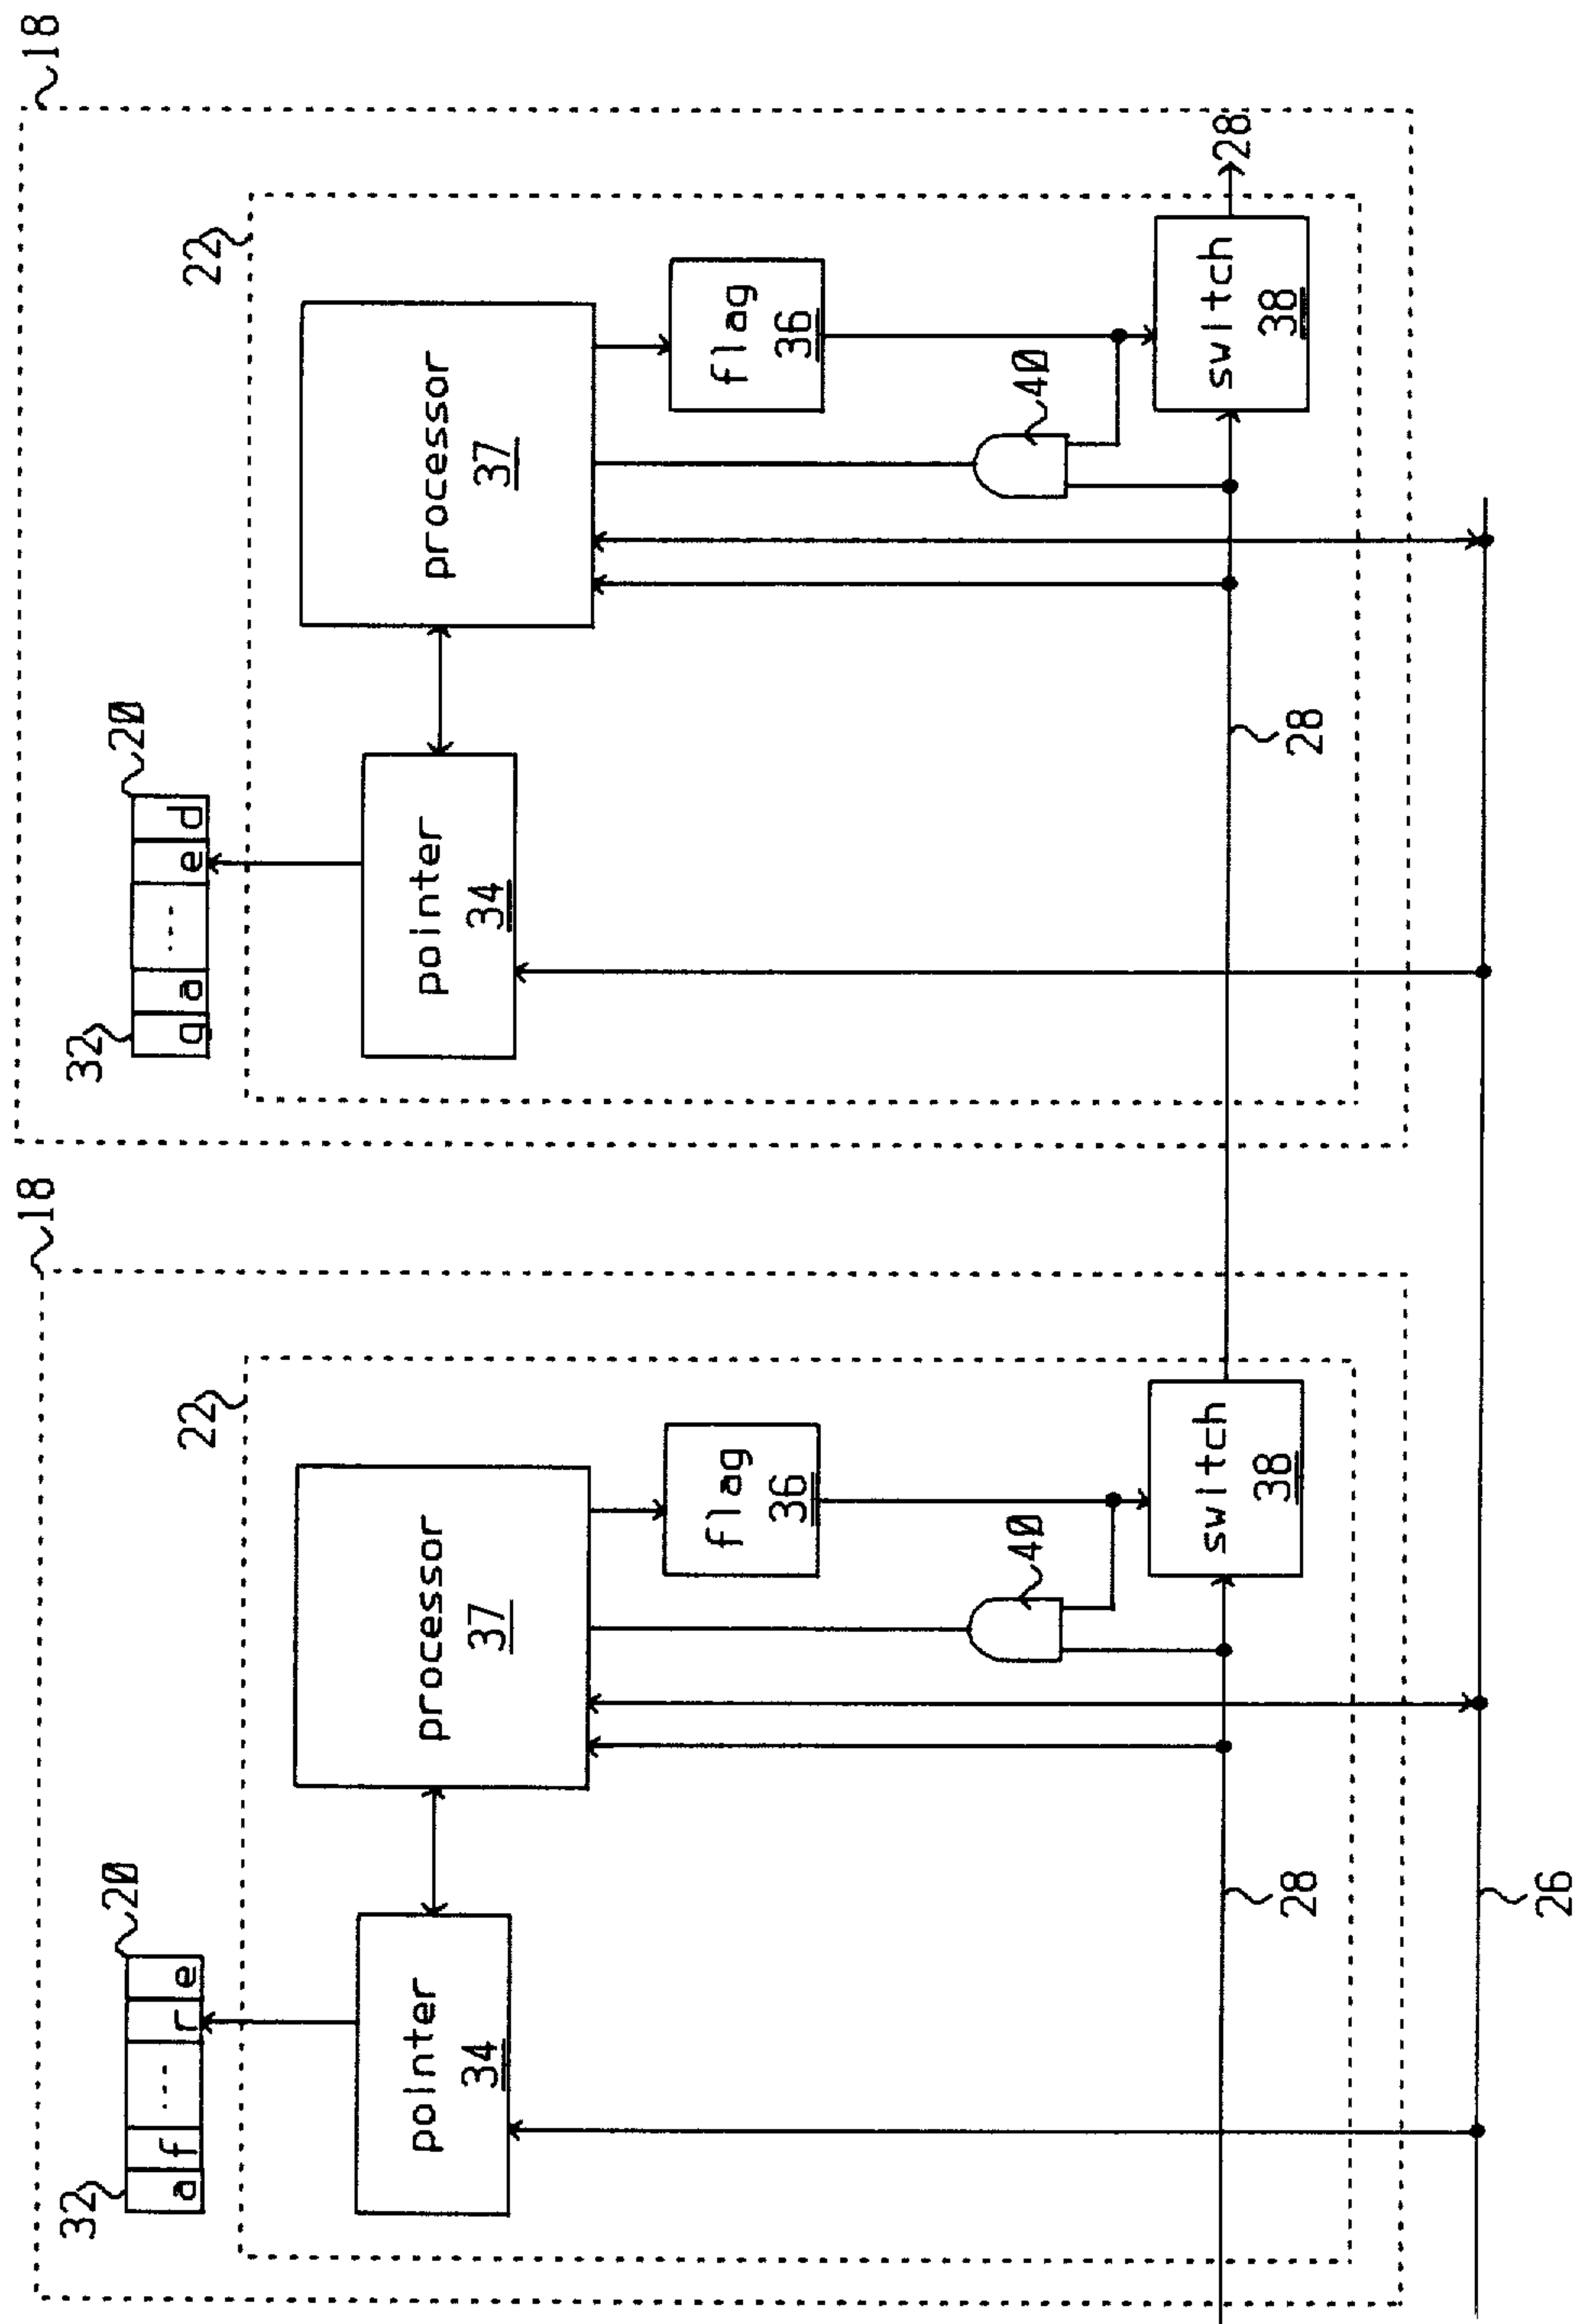 18
18
32
20
32
20
a f ... r e
a ... e d
22
22
pointer
34
processor
37
pointer
34
processor
37
flag
36
flag
36
40
40
switch
38
switch
38
28
28
28
26